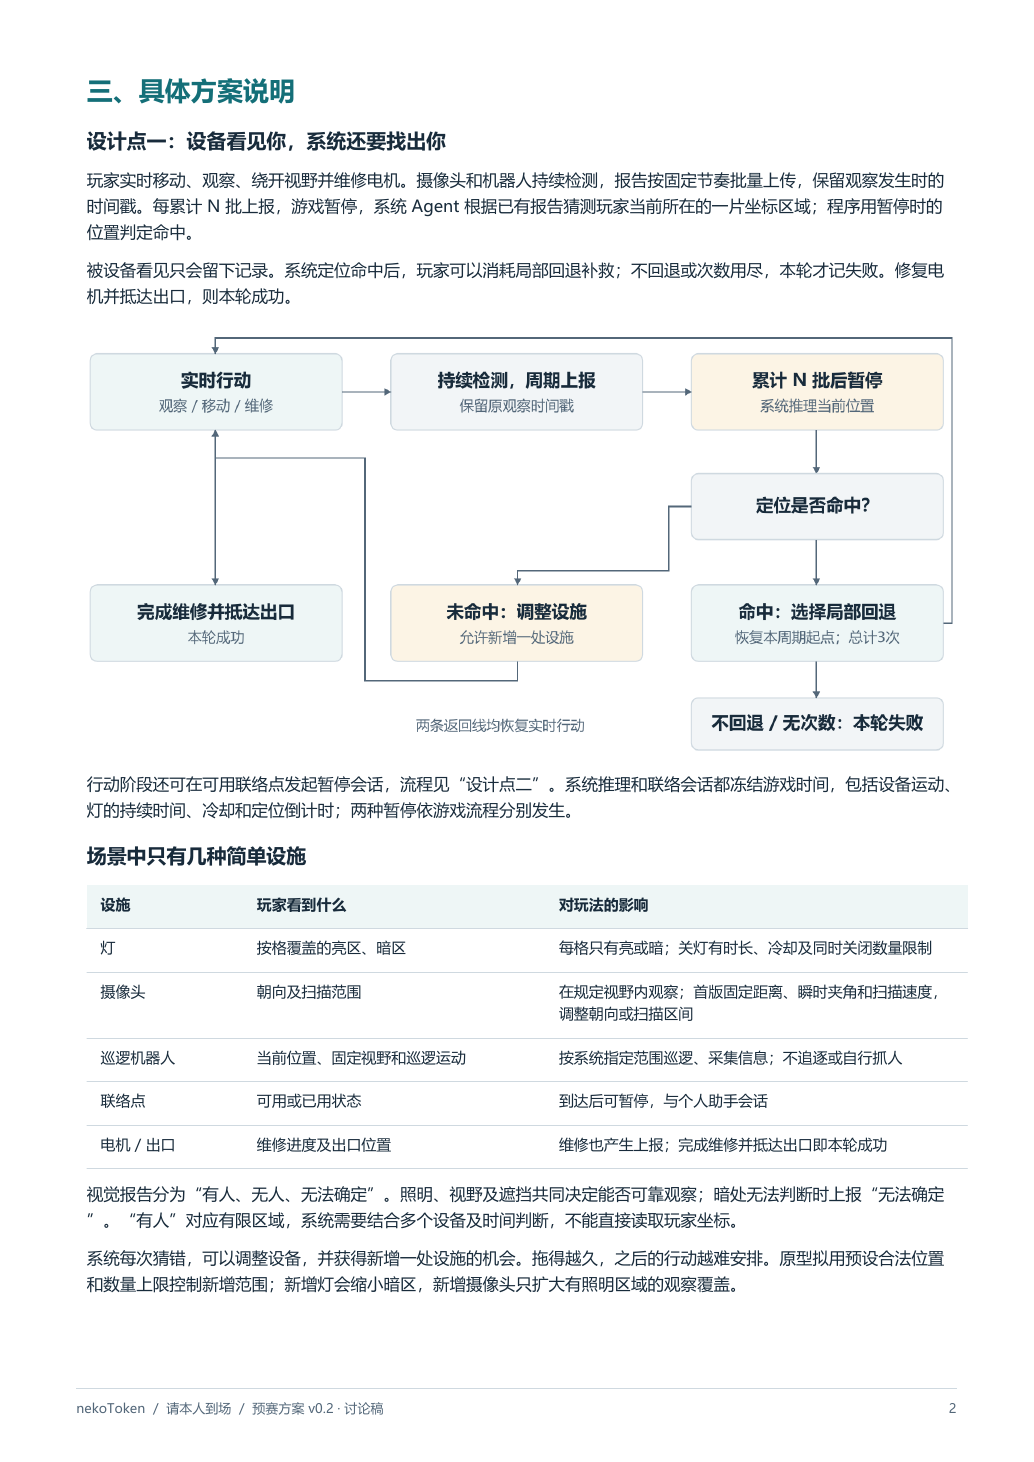 三、具体方案说明
设计点一：设备看见你，系统还要找出你
玩家实时移动、观察、绕开视野并维修电机。摄像头和机器人持续检测，报告按固定节奏批量上传，保留观察发生时的
时间戳。每累计 N 批上报，游戏暂停，系统 Agent 根据已有报告猜测玩家当前所在的一片坐标区域；程序用暂停时的
位置判定命中。
被设备看见只会留下记录。系统定位命中后，玩家可以消耗局部回退补救；不回退或次数用尽，本轮才记失败。修复电
机并抵达出口，则本轮成功。
实时行动
观察 / 移动 / 维修
持续检测，周期上报
保留原观察时间戳
累计 N 批后暂停
系统推理当前位置
定位是否命中？
完成维修并抵达出口
本轮成功
未命中：调整设施
允许新增一处设施
命中：选择局部回退
恢复本周期起点；总计3次
不回退 / 无次数：本轮失败
两条返回线均恢复实时行动
行动阶段还可在可用联络点发起暂停会话，流程见“设计点二”。系统推理和联络会话都冻结游戏时间，包括设备运动、
灯的持续时间、冷却和定位倒计时；两种暂停依游戏流程分别发生。
场景中只有几种简单设施
设施 玩家看到什么 对玩法的影响
灯 按格覆盖的亮区、暗区 每格只有亮或暗；关灯有时长、冷却及同时关闭数量限制
摄像头 朝向及扫描范围 在规定视野内观察；首版固定距离、瞬时夹角和扫描速度，
调整朝向或扫描区间
巡逻机器人 当前位置、固定视野和巡逻运动 按系统指定范围巡逻、采集信息；不追逐或自行抓人
联络点 可用或已用状态 到达后可暂停，与个人助手会话
电机 / 出口 维修进度及出口位置 维修也产生上报；完成维修并抵达出口即本轮成功
视觉报告分为“有人、无人、无法确定”。照明、视野及遮挡共同决定能否可靠观察；暗处无法判断时上报“无法确定
”。“有人”对应有限区域，系统需要结合多个设备及时间判断，不能直接读取玩家坐标。
系统每次猜错，可以调整设备，并获得新增一处设施的机会。拖得越久，之后的行动越难安排。原型拟用预设合法位置
和数量上限控制新增范围；新增灯会缩小暗区，新增摄像头只扩大有照明区域的观察覆盖。
nekoToken / 请本人到场 / 预赛方案 v0.2 · 讨论稿 2